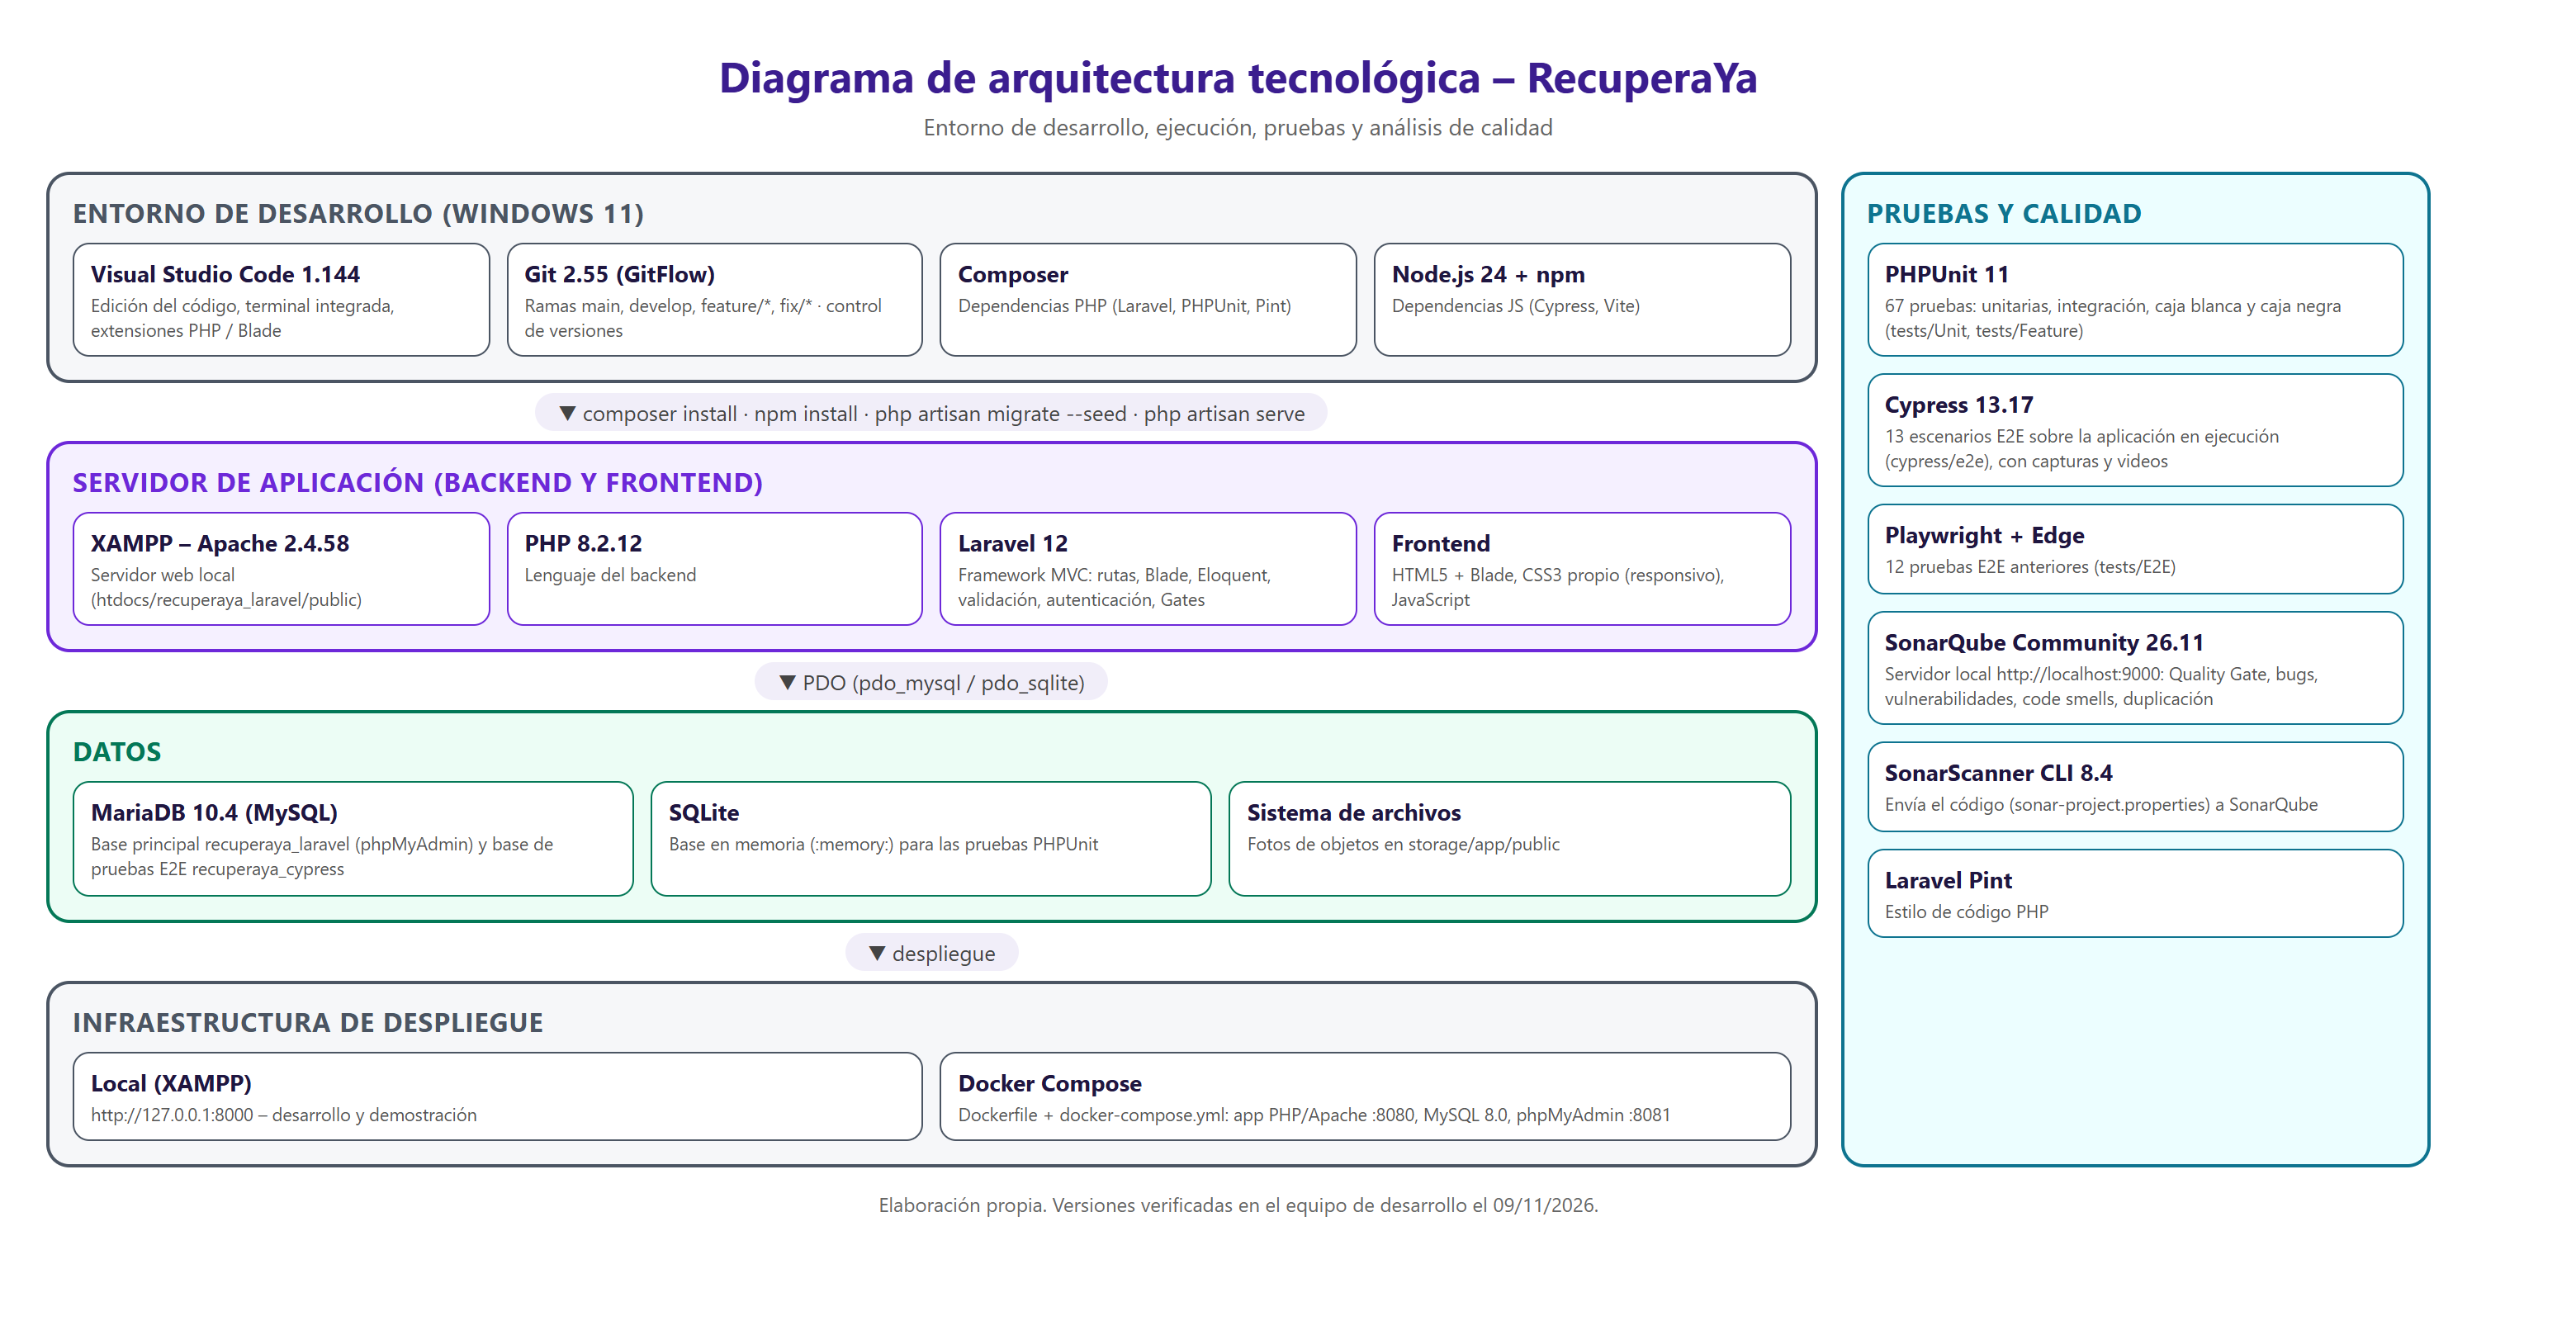 Diagrama de arquitectura tecnológica – RecuperaYa
Entorno de desarrollo, ejecución, pruebas y análisis de calidad
ENTORNO DE DESARROLLO (WINDOWS 11)
Visual Studio Code 1.144
Edición del código, terminal integrada,
extensiones PHP / Blade
Git 2.55 (GitFlow)
Ramas main, develop, feature/*, fix/* · control
de versiones
Composer
Dependencias PHP (Laravel, PHPUnit, Pint)
Node.js 24 + npm
Dependencias JS (Cypress, Vite)
▼ composer install · npm install · php artisan migrate --seed · php artisan serve
SERVIDOR DE APLICACIÓN (BACKEND Y FRONTEND)
XAMPP – Apache 2.4.58
Servidor web local
(htdocs/recuperaya_laravel/public)
PHP 8.2.12
Lenguaje del backend
Laravel 12
Framework MVC: rutas, Blade, Eloquent,
validación, autenticación, Gates
Frontend
HTML5 + Blade, CSS3 propio (responsivo),
JavaScript
▼ PDO (pdo_mysql / pdo_sqlite)
DATOS
MariaDB 10.4 (MySQL)
Base principal recuperaya_laravel (phpMyAdmin) y base de
pruebas E2E recuperaya_cypress
SQLite
Base en memoria (:memory:) para las pruebas PHPUnit
Sistema de archivos
Fotos de objetos en storage/app/public
▼ despliegue
INFRAESTRUCTURA DE DESPLIEGUE
Local (XAMPP)
http://127.0.0.1:8000 – desarrollo y demostración
Docker Compose
Dockerfile + docker-compose.yml: app PHP/Apache :8080, MySQL 8.0, phpMyAdmin :8081
PRUEBAS Y CALIDAD
PHPUnit 11
67 pruebas: unitarias, integración, caja blanca y caja negra
(tests/Unit, tests/Feature)
Cypress 13.17
13 escenarios E2E sobre la aplicación en ejecución
(cypress/e2e), con capturas y videos
Playwright + Edge
12 pruebas E2E anteriores (tests/E2E)
SonarQube Community 26.11
Servidor local http://localhost:9000: Quality Gate, bugs,
vulnerabilidades, code smells, duplicación
SonarScanner CLI 8.4
Envía el código (sonar-project.properties) a SonarQube
Laravel Pint
Estilo de código PHP
Elaboración propia. Versiones verificadas en el equipo de desarrollo el 09/11/2026.